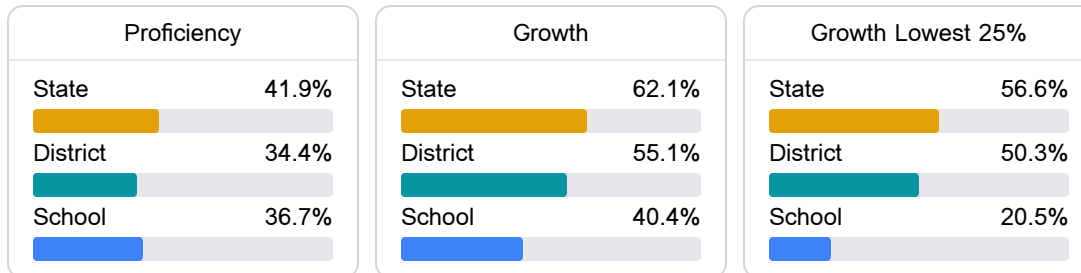 Proficiency
State 41.9%
District 34.4%
School 36.7%
Growth
State 62.1%
District 55.1%
School 40.4%
Growth Lowest 25%
State 56.6%
District 50.3%
School 20.5%